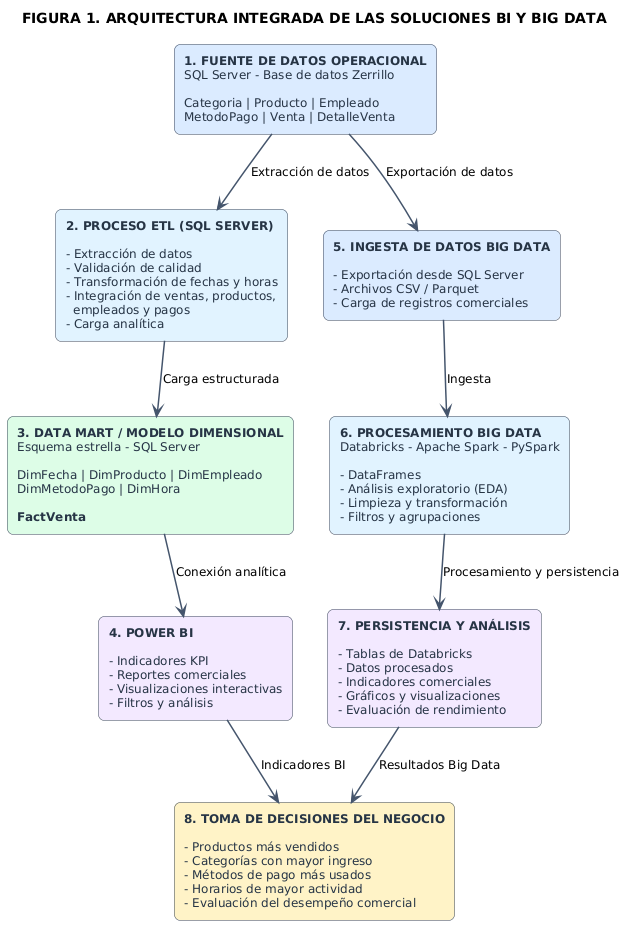 FIGURA 1. ARQUITECTURA INTEGRADA DE LAS SOLUCIONES BI Y BIG DATA
1. FUENTE DE DATOS OPERACIONAL
SQL Server - Base de datos Zerrillo
Categoria | Producto | Empleado
MetodoPago | Venta | DetalleVenta
Extracción de datos
Exportación de datos
2. PROCESO ETL (SQL SERVER)
- Extracción de datos
- Validación de calidad
- Transformación de fechas y horas
- Integración de ventas, productos,
empleados y pagos
- Carga analítica
5. INGESTA DE DATOS BIG DATA
- Exportación desde SQL Server
- Archivos CSV / Parquet
- Carga de registros comerciales
Carga estructurada
Ingesta
3. DATA MART / MODELO DIMENSIONAL
Esquema estrella - SQL Server
DimFecha | DimProducto | DimEmpleado
DimMetodoPago | DimHora
FactVenta
6. PROCESAMIENTO BIG DATA
Databricks - Apache Spark - PySpark
- DataFrames
- Análisis exploratorio (EDA)
- Limpieza y transformación
- Filtros y agrupaciones
Conexión analítica
Procesamiento y persistencia
4. POWER BI
- Indicadores KPI
- Reportes comerciales
- Visualizaciones interactivas
- Filtros y análisis
7. PERSISTENCIA Y ANÁLISIS
- Tablas de Databricks
- Datos procesados
- Indicadores comerciales
- Gráficos y visualizaciones
- Evaluación de rendimiento
Indicadores BI
Resultados Big Data
8. TOMA DE DECISIONES DEL NEGOCIO
- Productos más vendidos
- Categorías con mayor ingreso
- Métodos de pago más usados
- Horarios de mayor actividad
- Evaluación del desempeño comercial